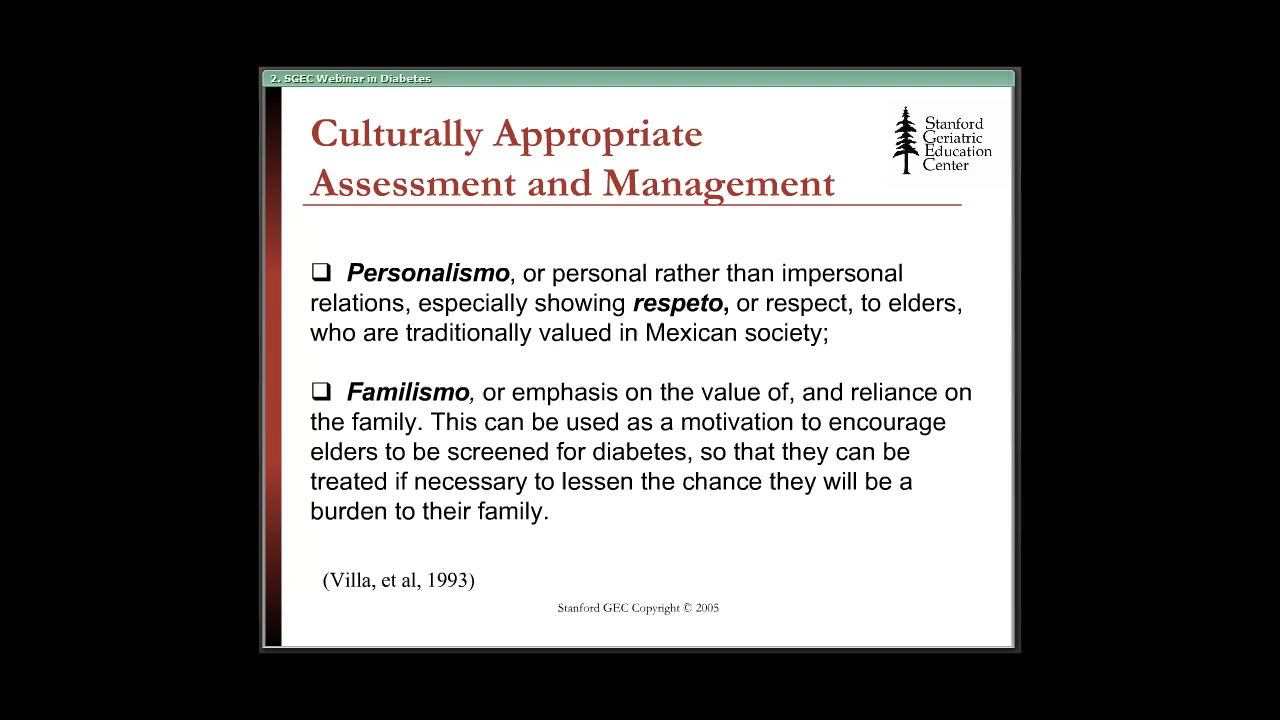 2. SGEC Webinar in Diabetes
Culturally Appropriate
Assessment and Management
Stanford
Geriatric
Education
Center
❑ Personalismo, or personal rather than impersonal
relations, especially showing respeto, or respect, to elders,
who are traditionally valued in Mexican society;
❑ Familismo, or emphasis on the value of, and reliance on
the family. This can be used as a motivation to encourage
elders to be screened for diabetes, so that they can be
treated if necessary to lessen the chance they will be a
burden to their family.
(Villa, et al, 1993)
Stanford GEC Copyright © 2005